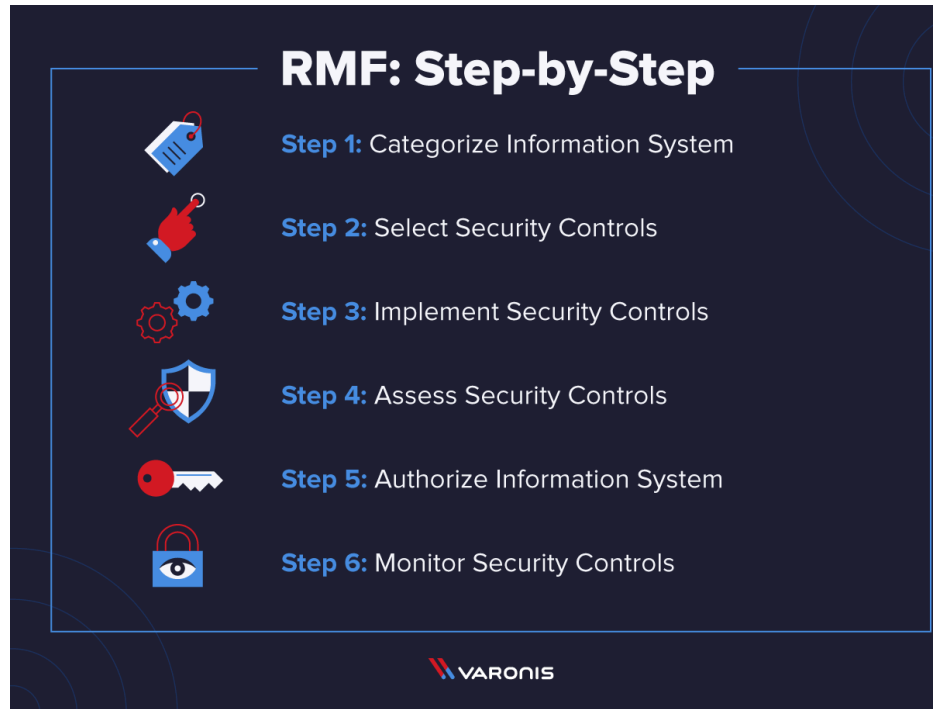 RMF: Step-by-Step
Step 1: Categorize Information System
Step 2: Select Security Controls
Step 3: Implement Security Controls
Step 4: Assess Security Controls
Step 5: Authorize Information System
Step 6: Monitor Security Controls
VARONIS